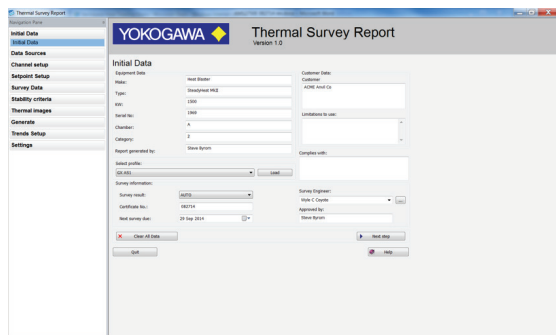 Thermal Survey Report
Navigation Pane
Initial Data
Initial Data
Data Sources
Channel setup
Setpoint Setup
Survey Data
Stability criteria
Thermal Images
Generate
Trends Setup
Settings
YOKOGAWA
Thermal Survey Report
Version 1.0
Initial Data
Equipment Data
Make: Heat Blaster
Type: SteadyHeat MKII
KW: 1500
Serial No: 1969
Chamber: A
Category: 2
Report generated by: Steve Byrom
Customer Data:
Customer
ACME Anvil Co
Limitations to use:
Complies with:
Select profile:
GX AS3
Load
Survey information:
Survey result: AUTO
Certificate No.: SB2714
Next survey due: 29 Sep 2014
Survey Engineer:
Wyle C Coyote
...
Approved by:
Steve Byrom
Clear All Data
Next step
Quit
Help